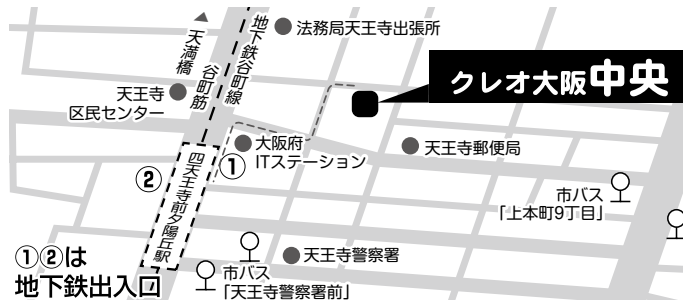 法務局天王寺出張所
地下鉄谷町線
谷町筋
天満橋
クレオ大阪中央
天王寺
区民センター
大阪府
ITステーション
天王寺郵便局
①
②
四天王寺前夕陽丘駅
市バス
「上本町9丁目」
①②は
地下鉄出入口
天王寺警察署
市バス
「天王寺警察署前」